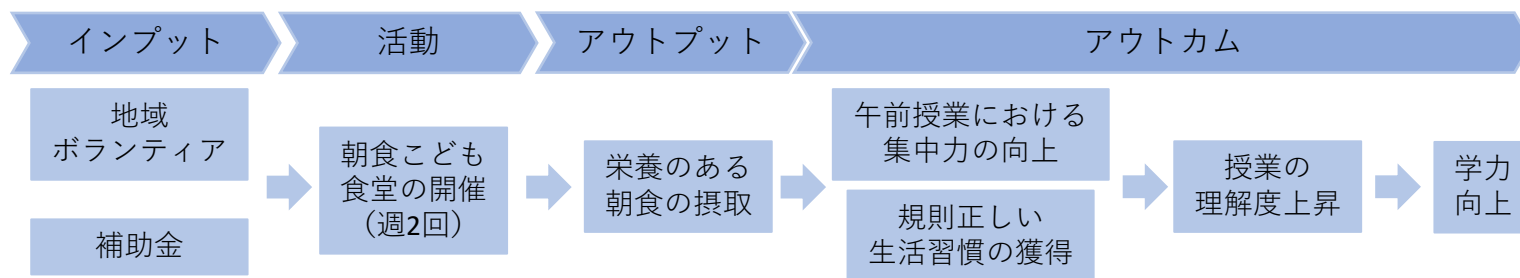 インプット
活動
アウトプット
アウトカム
地域
ボランティア
補助金
朝食こども
食堂の開催
(週2回)
栄養のある
朝食の摂取
午前授業における
集中力の向上
規則正しい
生活習慣の獲得
授業の
理解度上昇
学力
向上